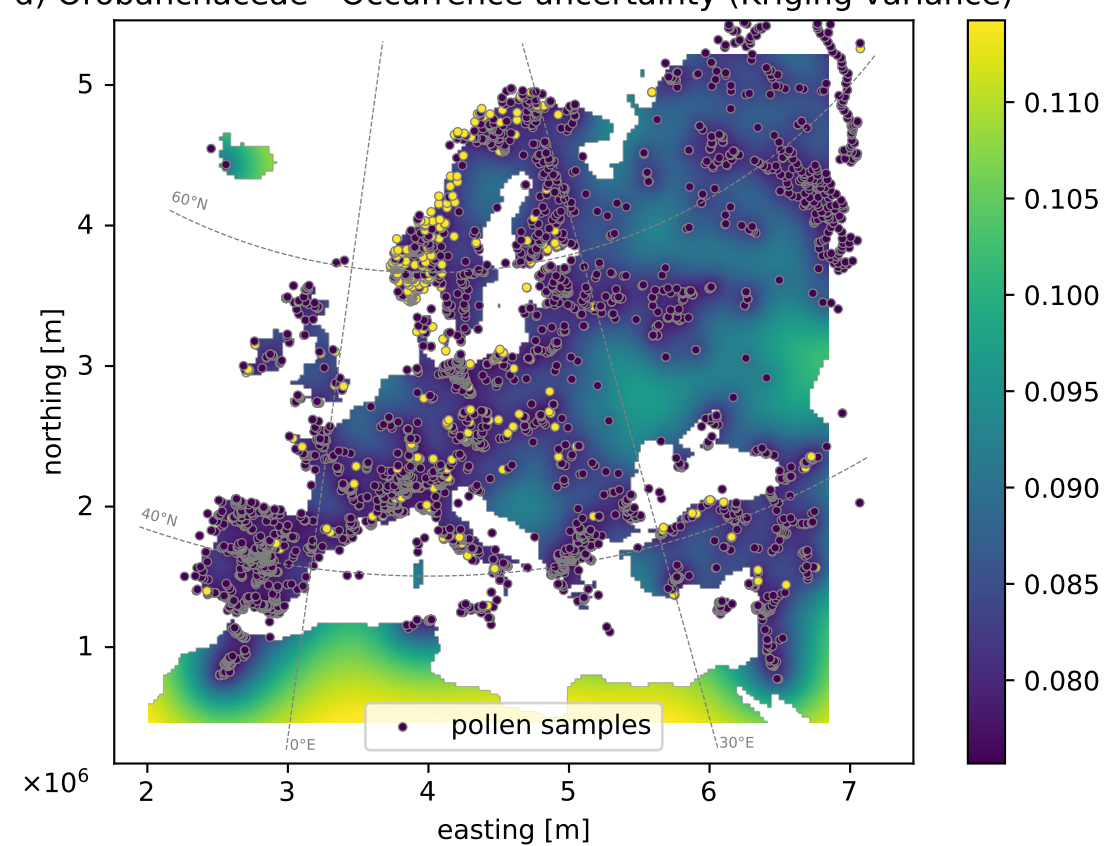 d) Orobanchaceae - Occurrence uncertainty (Kriging variance)
5
4
3
2
1
northing [m]
×10⁶
2 3 4 5 6 7
easting [m]
60°N
40°N
0°E
30°E
pollen samples
0.110
0.105
0.100
0.095
0.090
0.085
0.080